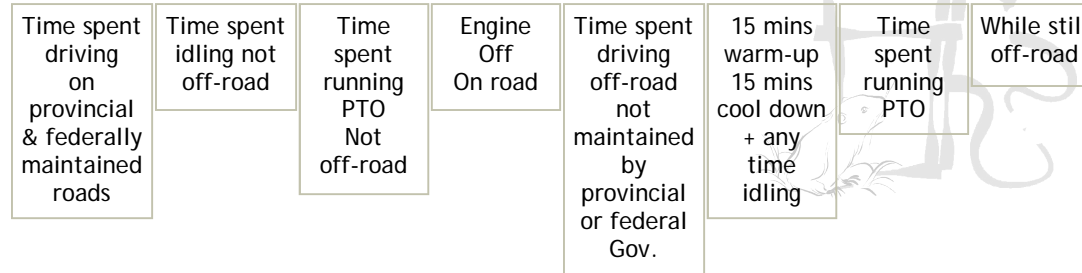 Time spent
driving
on
provincial
& federally
maintained
roads
Time spent
idling not
off-road
Time
spent
running
PTO
Not
off-road
Engine
Off
On road
Time spent
driving
off-road
not
maintained
by
provincial
or federal
Gov.
15 mins
warm-up
15 mins
cool down
+ any
time
idling
Time
spent
running
PTO
While stil
off-road